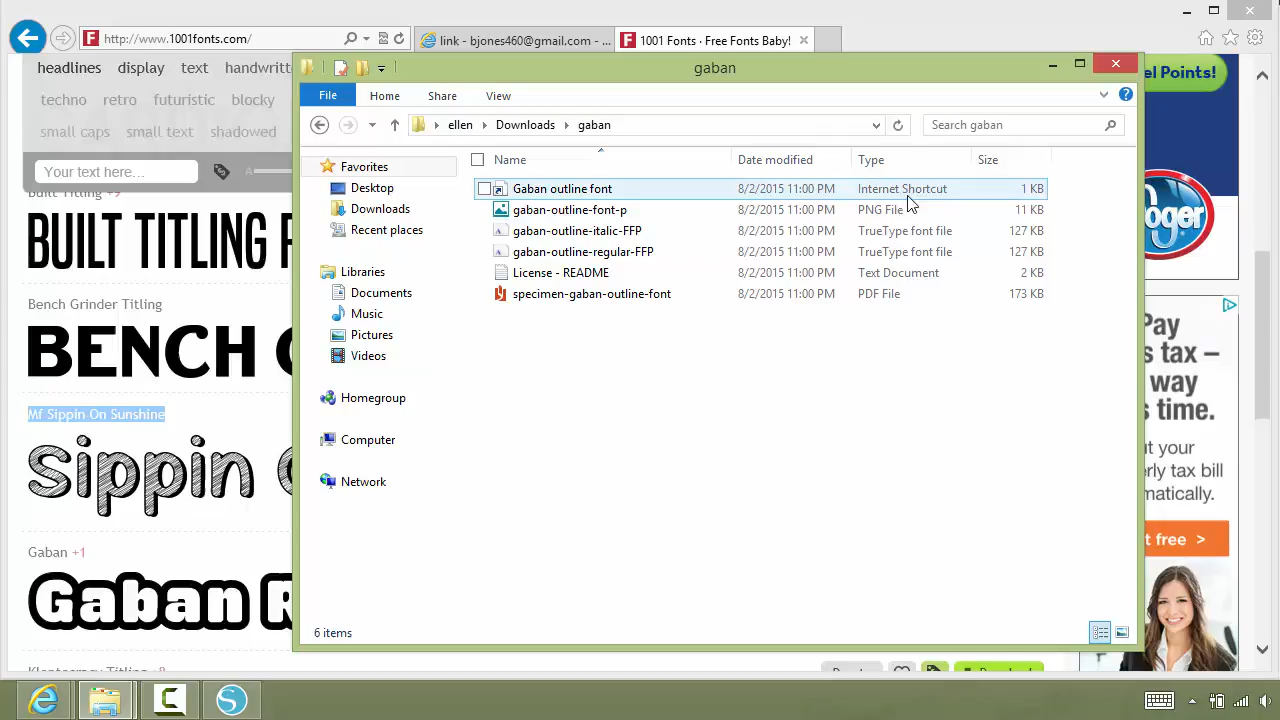 http://www.1001fonts.com/
link - bjones460@gmail.com - ...
1001 Fonts · Free Fonts Baby!
headlines display text handwritt
techno retro futuristic blocky
small caps small text shadowed
Your text here...
A
Built Titling +9
BUILT TITLING
Bench Grinder Titling
BENCH
Mf Sippin On Sunshine
Sippin
Gaban +1
Gaban R
gaban
File Home Share View
ellen Downloads gaban
Search gaban
Favorites
Desktop
Downloads
Recent places
Libraries
Documents
Music
Pictures
Videos
Homegroup
Computer
Network
Name Date modified Type Size
Gaban outline font 8/2/2015 11:00 PM Internet Shortcut 1 KB
gaban-outline-font-p 8/2/2015 11:00 PM PNG File 11 KB
gaban-outline-italic-FFP 8/2/2015 11:00 PM TrueType font file 127 KB
gaban-outline-regular-FFP 8/2/2015 11:00 PM TrueType font file 127 KB
License - README 8/2/2015 11:00 PM Text Document 2 KB
specimen-gaban-outline-font 8/2/2015 11:00 PM PDF File 173 KB
6 items
el Points!
Kroger
Pay
s tax –
way
s time.
ut your
erly tax bill
matically.
t free >